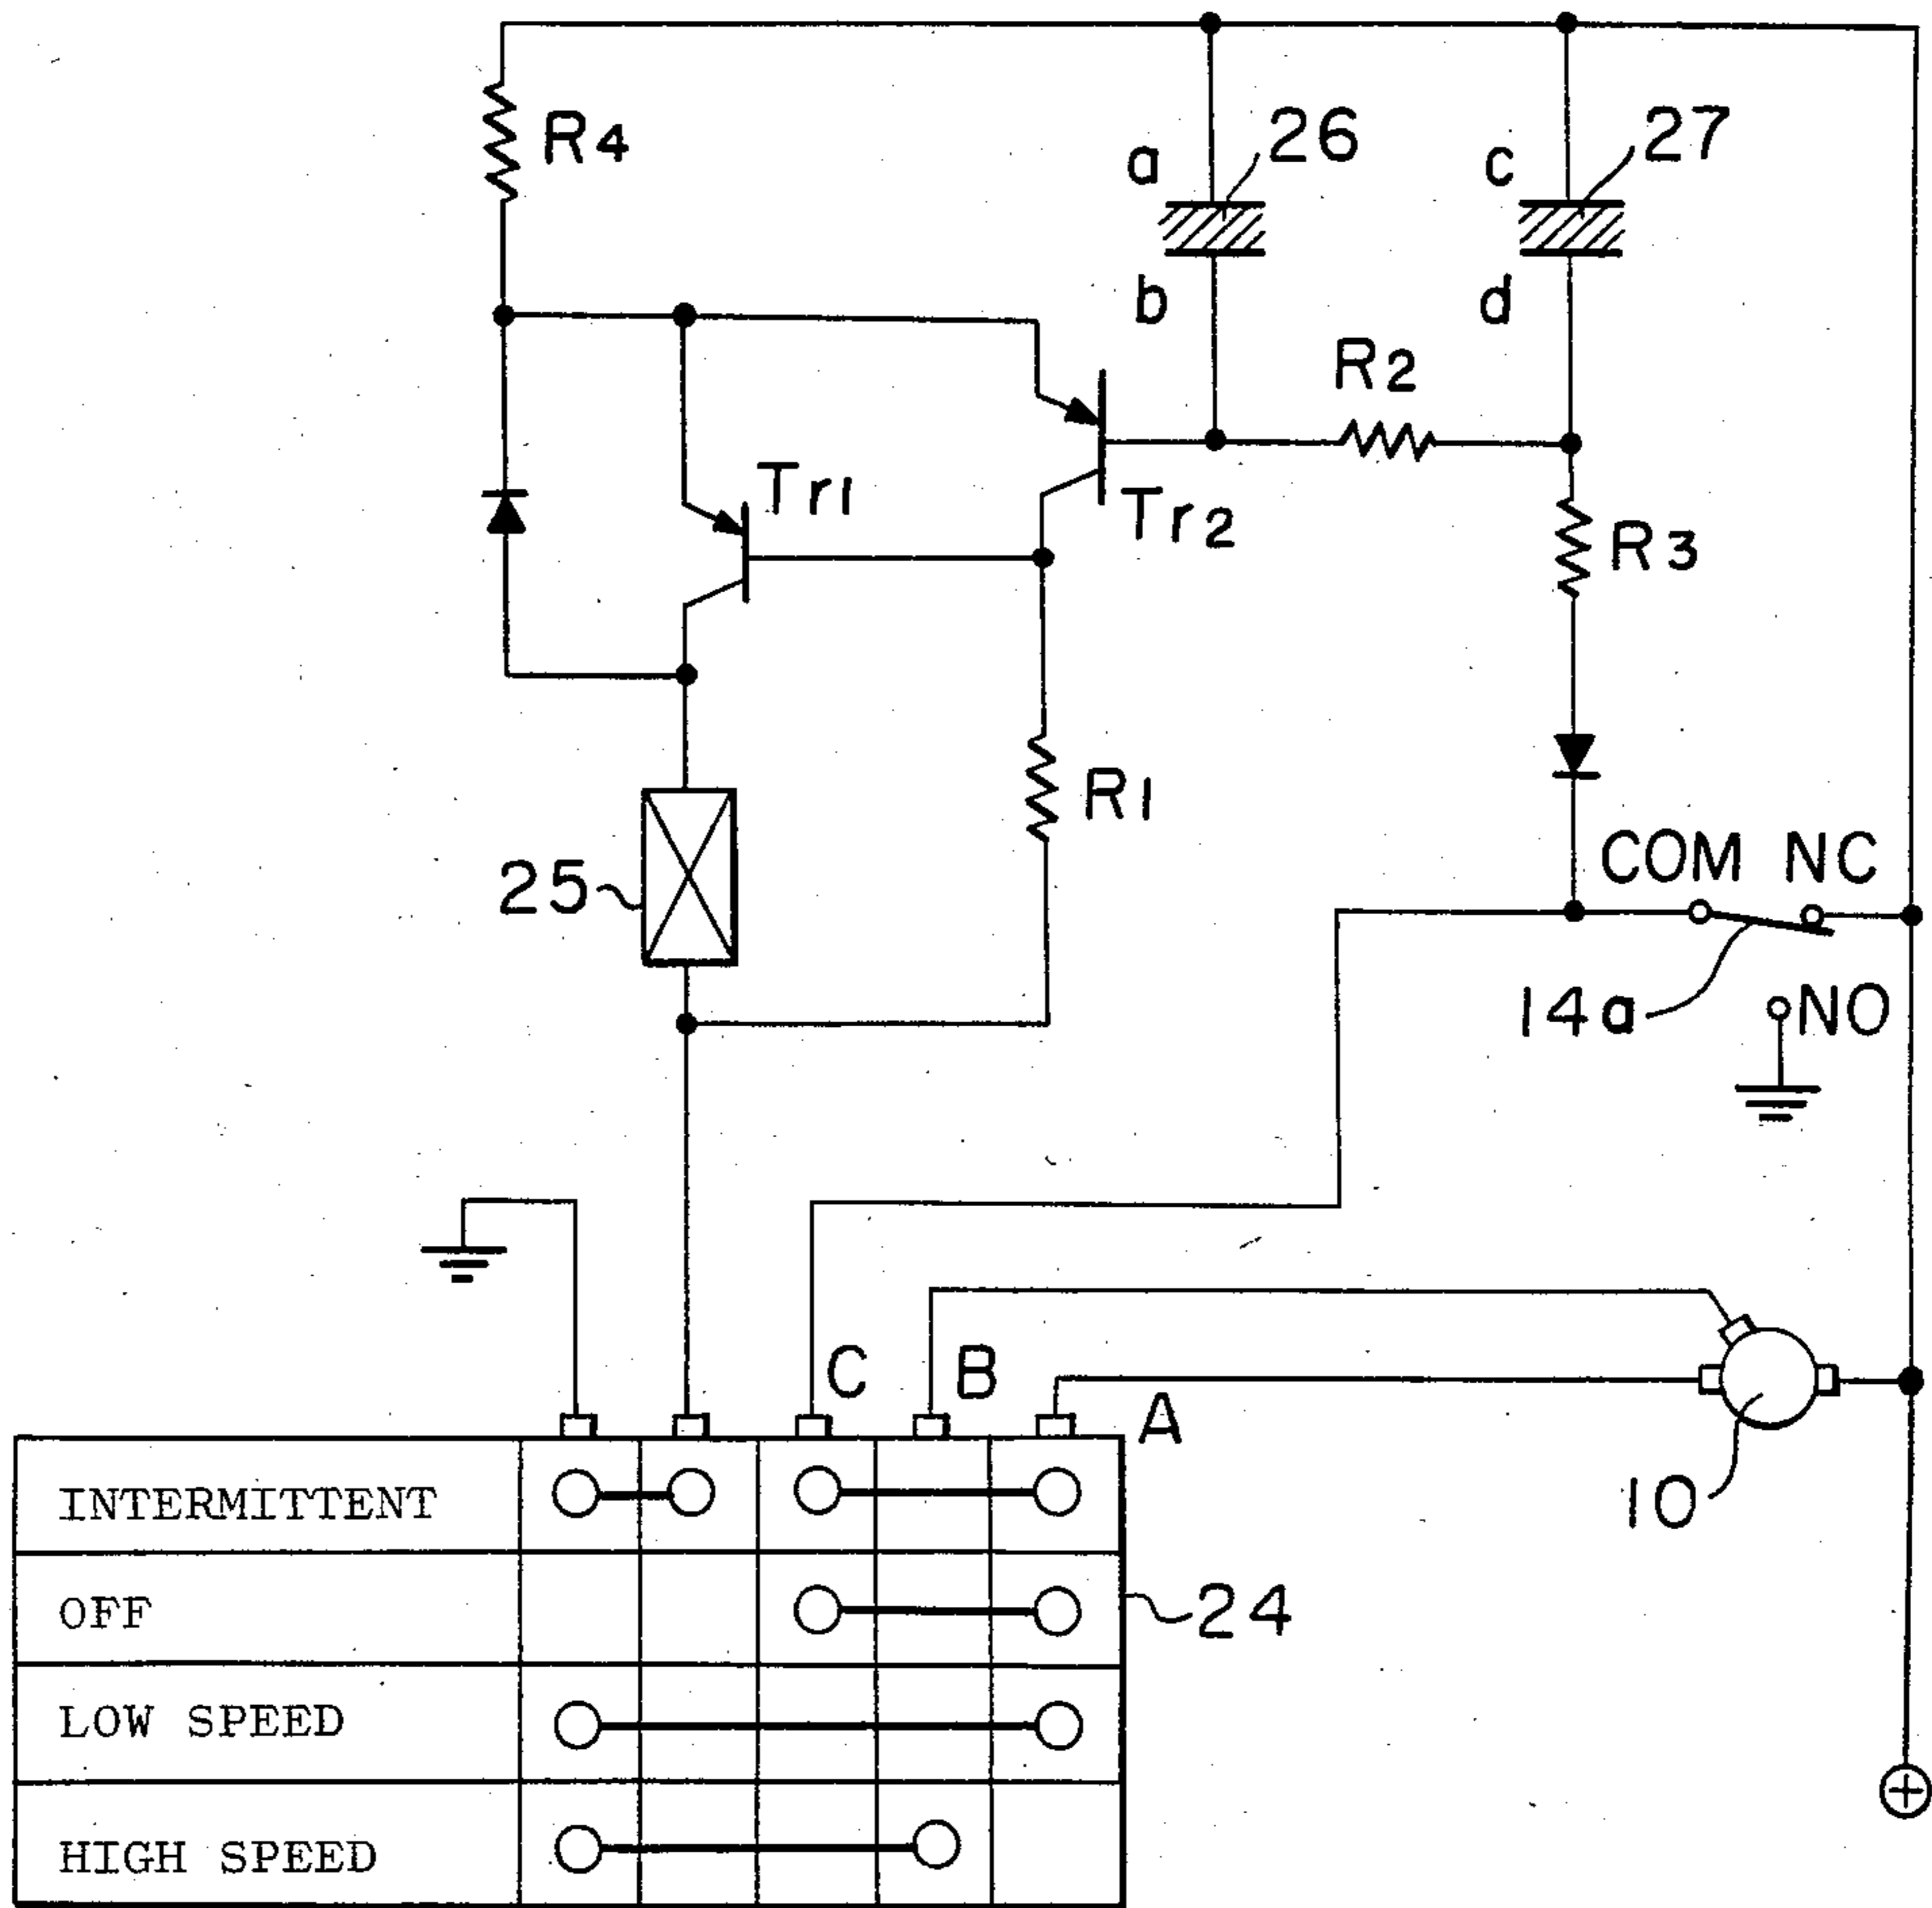 R4
a
26
c
27
b
d
R2
Tr1
Tr2
R3
R1
25
COM NC
14a
NO
C
B
A
10
INTERMITTENT
OFF
24
LOW SPEED
HIGH SPEED